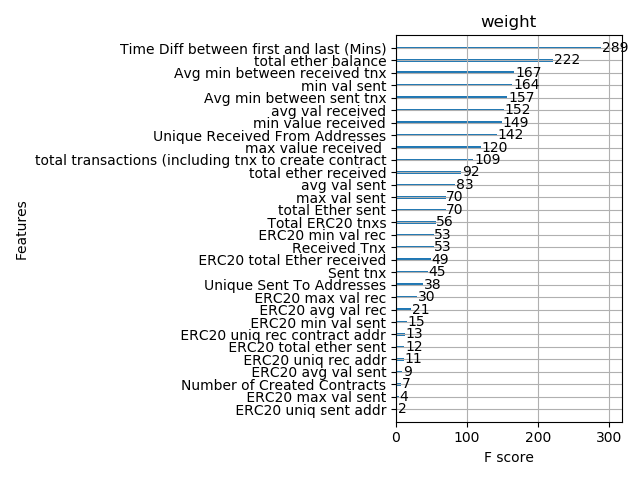 weight
Time Diff between first and last (Mins) 289
total ether balance 222
Avg min between received tnx 167
min val sent 164
Avg min between sent tnx 157
avg val received 152
min value received 149
Unique Received From Addresses 142
max value received 120
total transactions (including tnx to create contract 109
total ether received 92
avg val sent 83
max val sent 70
total Ether sent 70
Total ERC20 tnxs 56
ERC20 min val rec 53
Received Tnx 53
ERC20 total Ether received 49
Sent tnx 45
Unique Sent To Addresses 38
ERC20 max val rec 30
ERC20 avg val rec 21
ERC20 min val sent 15
ERC20 uniq rec contract addr 13
ERC20 total ether sent 12
ERC20 uniq rec addr 11
ERC20 avg val sent 9
Number of Created Contracts 7
ERC20 max val sent 4
ERC20 uniq sent addr 2
Features
0 100 200 300
F score